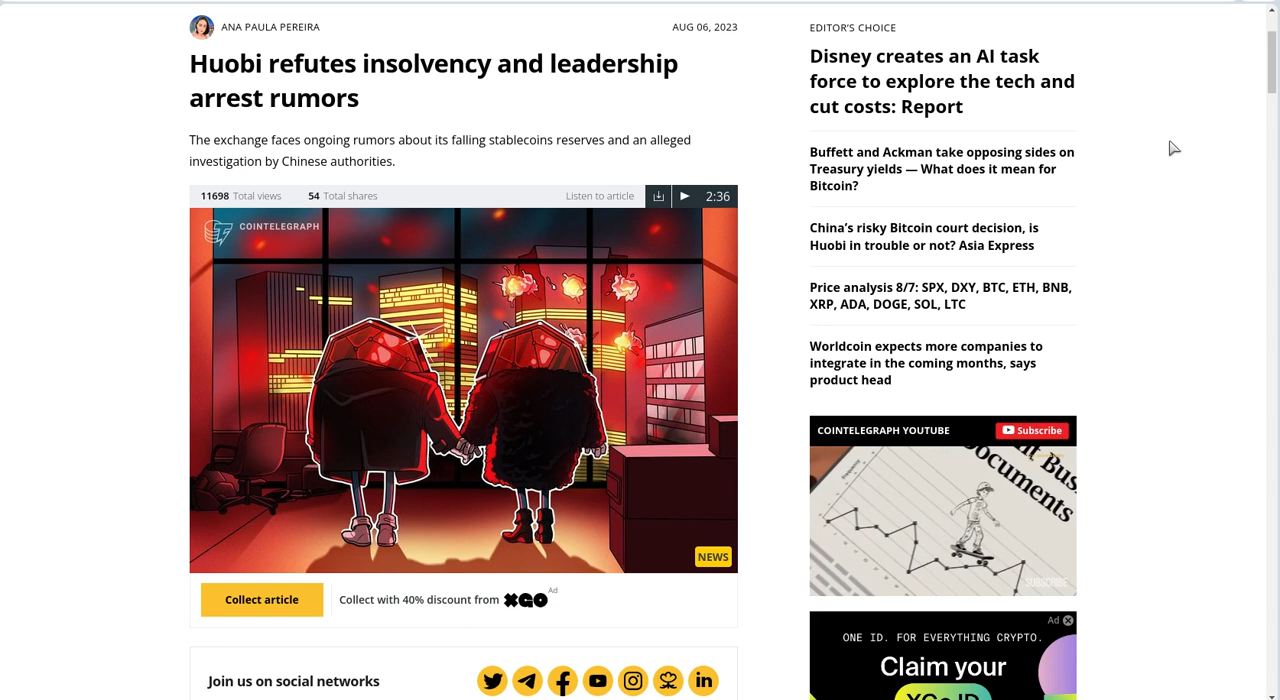 ANA PAULA PEREIRA
AUG 06, 2023
Huobi refutes insolvency and leadership
arrest rumors
The exchange faces ongoing rumors about its falling stablecoins reserves and an alleged
investigation by Chinese authorities.
11698 Total views 54 Total shares Listen to article 2:36
COINTELEGRAPH
NEWS
Collect article Collect with 40% discount from XGO Ad
Join us on social networks
EDITOR'S CHOICE
Disney creates an AI task
force to explore the tech and
cut costs: Report
Buffett and Ackman take opposing sides on
Treasury yields — What does it mean for
Bitcoin?
China's risky Bitcoin court decision, is
Huobi in trouble or not? Asia Express
Price analysis 8/7: SPX, DXY, BTC, ETH, BNB,
XRP, ADA, DOGE, SOL, LTC
Worldcoin expects more companies to
integrate in the coming months, says
product head
COINTELEGRAPH YOUTUBE Subscribe
Documents
SUBSCRIBE
Ad
ONE ID. FOR EVERYTHING CRYPTO.
Claim your
XGo ID